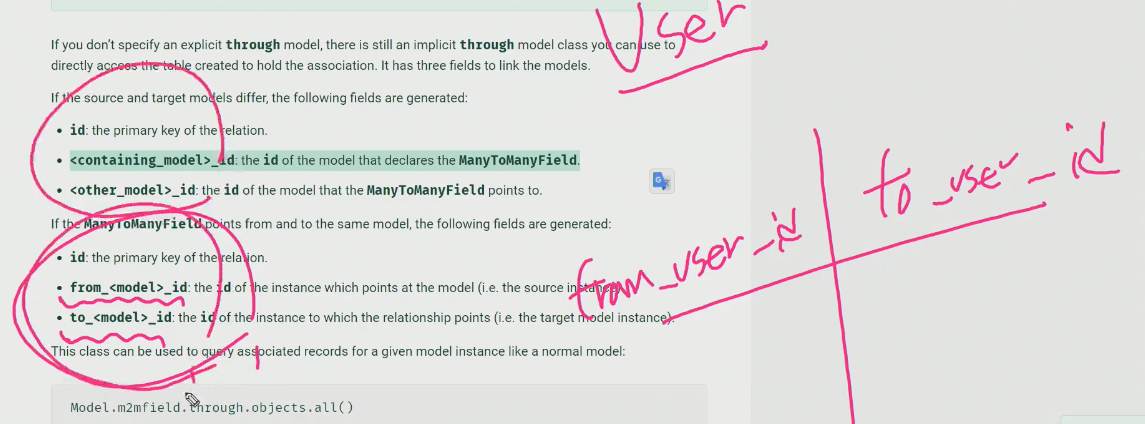 User
If you don't specify an explicit through model, there is still an implicit through model class you can use to
directly access the table created to hold the association. It has three fields to link the models.
If the source and target models differ, the following fields are generated:
• id: the primary key of the relation.
• <containing_model>_id: the id of the model that declares the ManyToManyField.
• <other_model>_id: the id of the model that the ManyToManyField points to.
If the ManyToManyField points from and to the same model, the following fields are generated:
• id: the primary key of the relation.
• from_<model>_id: the id of the instance which points at the model (i.e. the source instance).
• to_<model>_id: the id of the instance to which the relationship points (i.e. the target model instance).
This class can be used to query associated records for a given model instance like a normal model:
Model.m2mfield.through.objects.all()
from_user_id
to_user_id
G